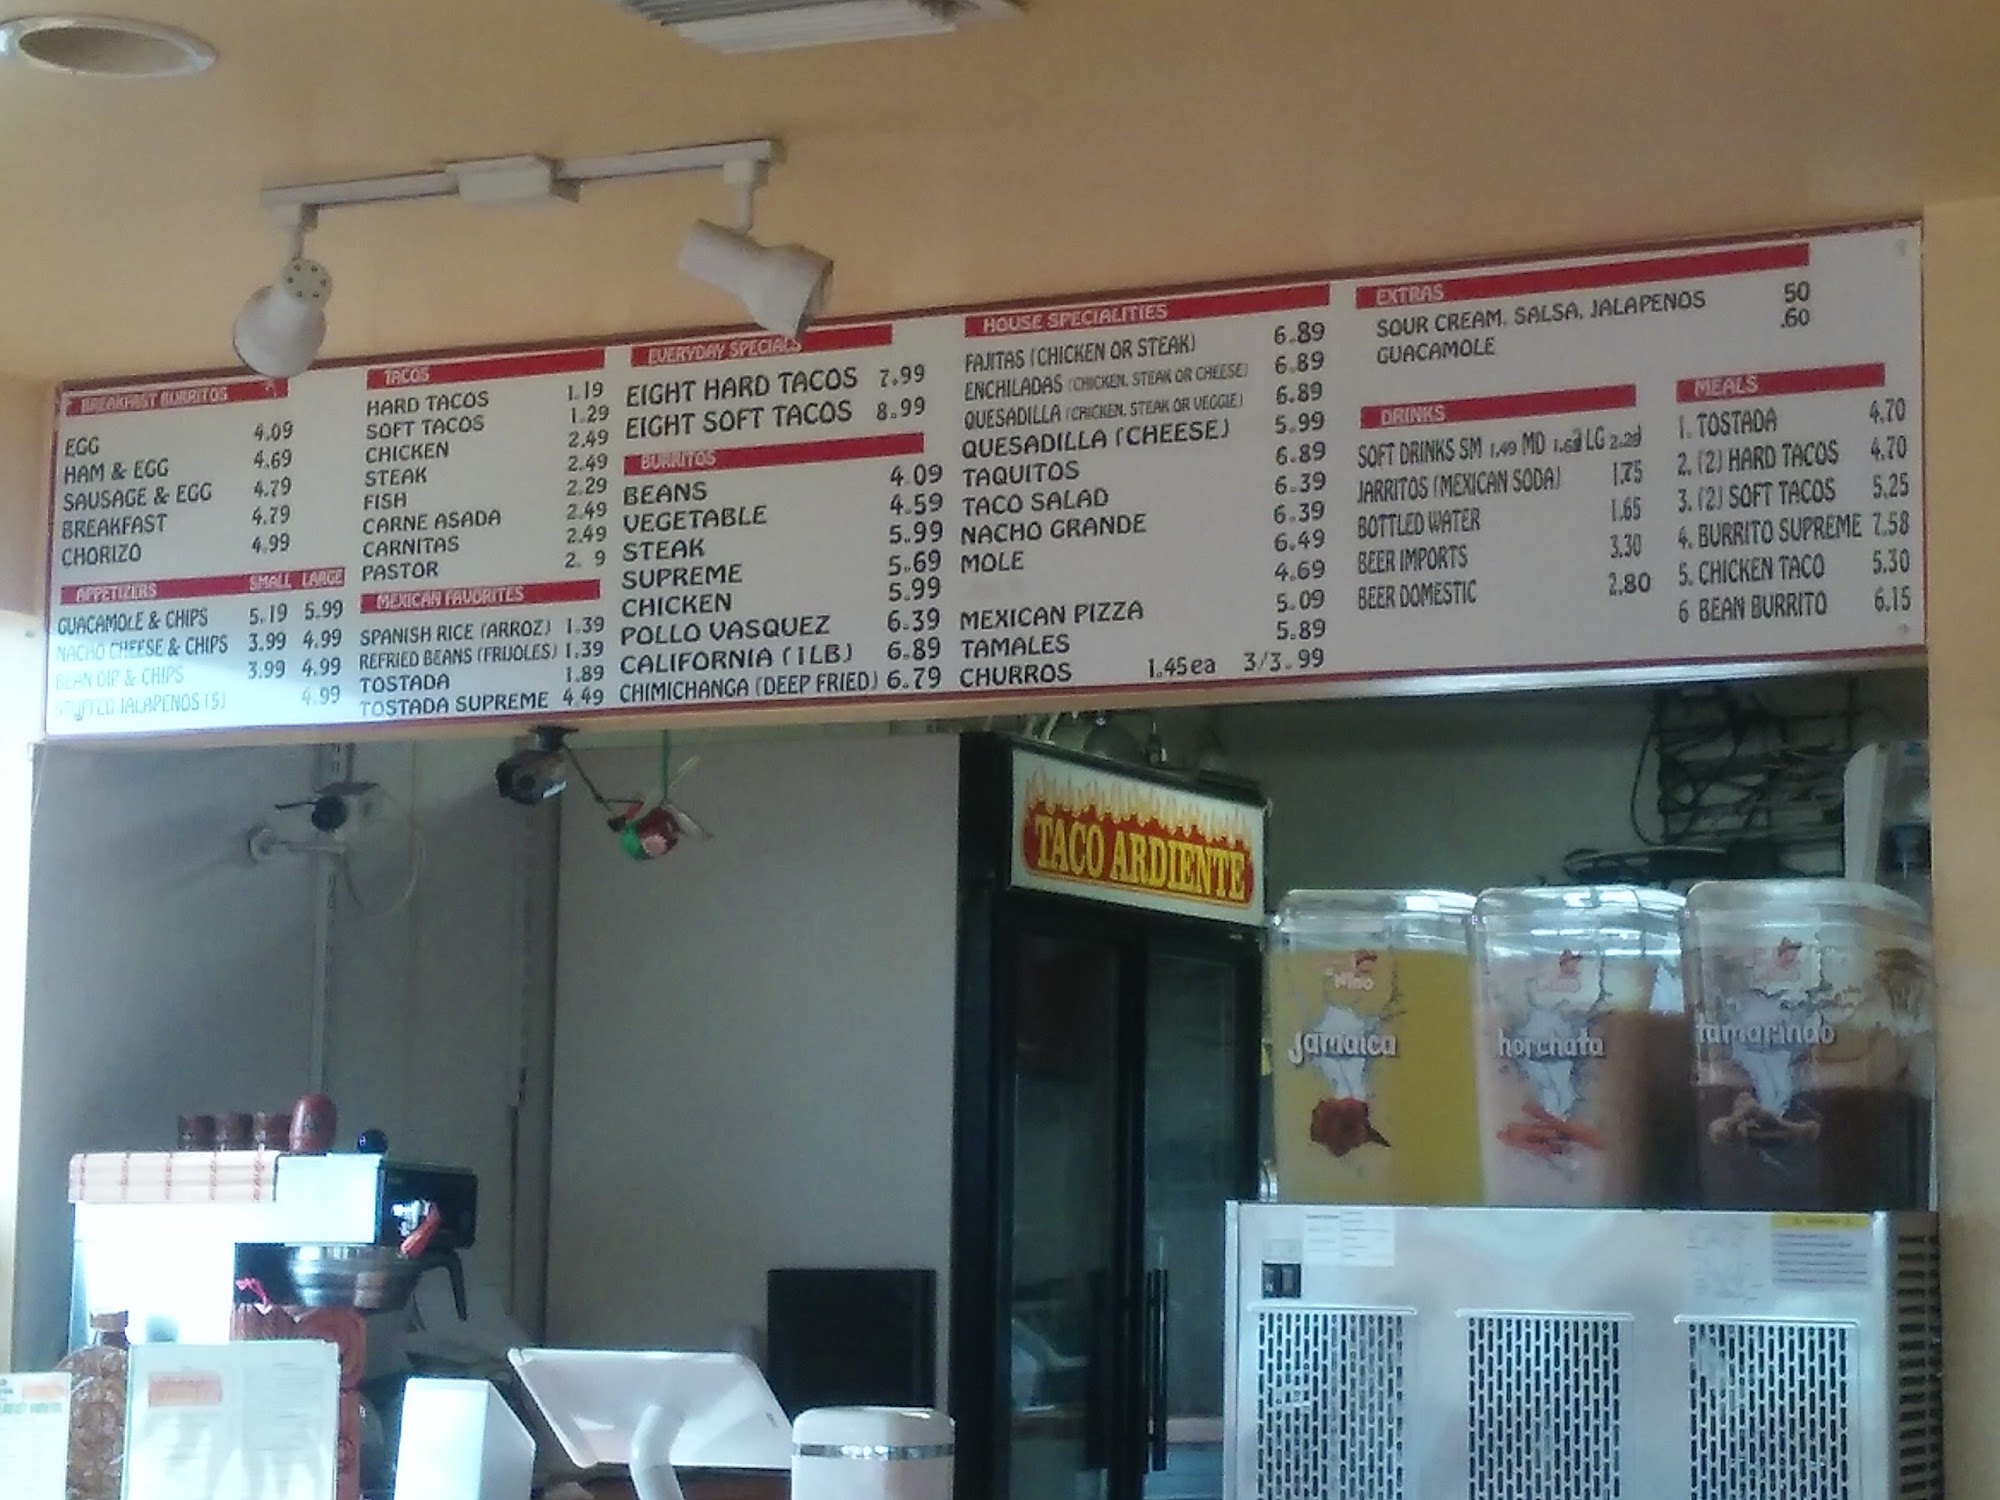 BREAKFAST BURRITOS
EGG 4.09
HAM & EGG 4.69
SAUSAGE & EGG 4.79
BREAKFAST 4.79
CHORIZO 4.99
APPETIZERS SMALL LARGE
GUACAMOLE & CHIPS 5.19 5.99
NACHO CHEESE & CHIPS 3.99 4.99
BEAN DIP & CHIPS 3.99 4.99
STUFFED JALAPENOS (5) 4.99
TACOS
HARD TACOS 1.19
SOFT TACOS 1.29
CHICKEN 2.49
STEAK 2.49
FISH 2.29
CARNE ASADA 2.49
CARNITAS 2.49
PASTOR 2. 9
MEXICAN FAVORITES
SPANISH RICE (ARROZ) 1.39
REFRIED BEANS (FRIJOLES) 1.39
TOSTADA 1.89
TOSTADA SUPREME 4.49
EVERYDAY SPECIALS
EIGHT HARD TACOS 7.99
EIGHT SOFT TACOS 8.99
BURRITOS
BEANS 4.09
VEGETABLE 4.59
STEAK 5.99
SUPREME 5.69
CHICKEN 5.99
POLLO VASQUEZ 6.39
CALIFORNIA (1LB) 6.89
CHIMICHANGA (DEEP FRIED) 6.79
HOUSE SPECIALITIES
FAJITAS (CHICKEN OR STEAK) 6.89
ENCHILADAS (CHICKEN, STEAK OR CHEESE) 6.89
QUESADILLA (CHICKEN, STEAK OR VEGGIE) 6.89
QUESADILLA (CHEESE) 5.99
TAQUITOS 6.89
TACO SALAD 6.39
NACHO GRANDE 6.39
MOLE 6.49
4.69
MEXICAN PIZZA 5.09
TAMALES 5.89
CHURROS 1.45ea 3/3.99
EXTRAS
SOUR CREAM, SALSA, JALAPENOS 50
GUACAMOLE .60
DRINKS
SOFT DRINKS SM 1.49 MD LG
JARRITOS (MEXICAN SODA) 1.75
BOTTLED WATER 1.65
BEER IMPORTS 3.30
BEER DOMESTIC 2.80
MEALS
1. TOSTADA 4.70
2. (2) HARD TACOS 4.70
3. (2) SOFT TACOS 5.25
4. BURRITO SUPREME 7.58
5. CHICKEN TACO 5.30
6 BEAN BURRITO 6.15
TACO ARDIENTE
jamaica
horchata
tamarindo